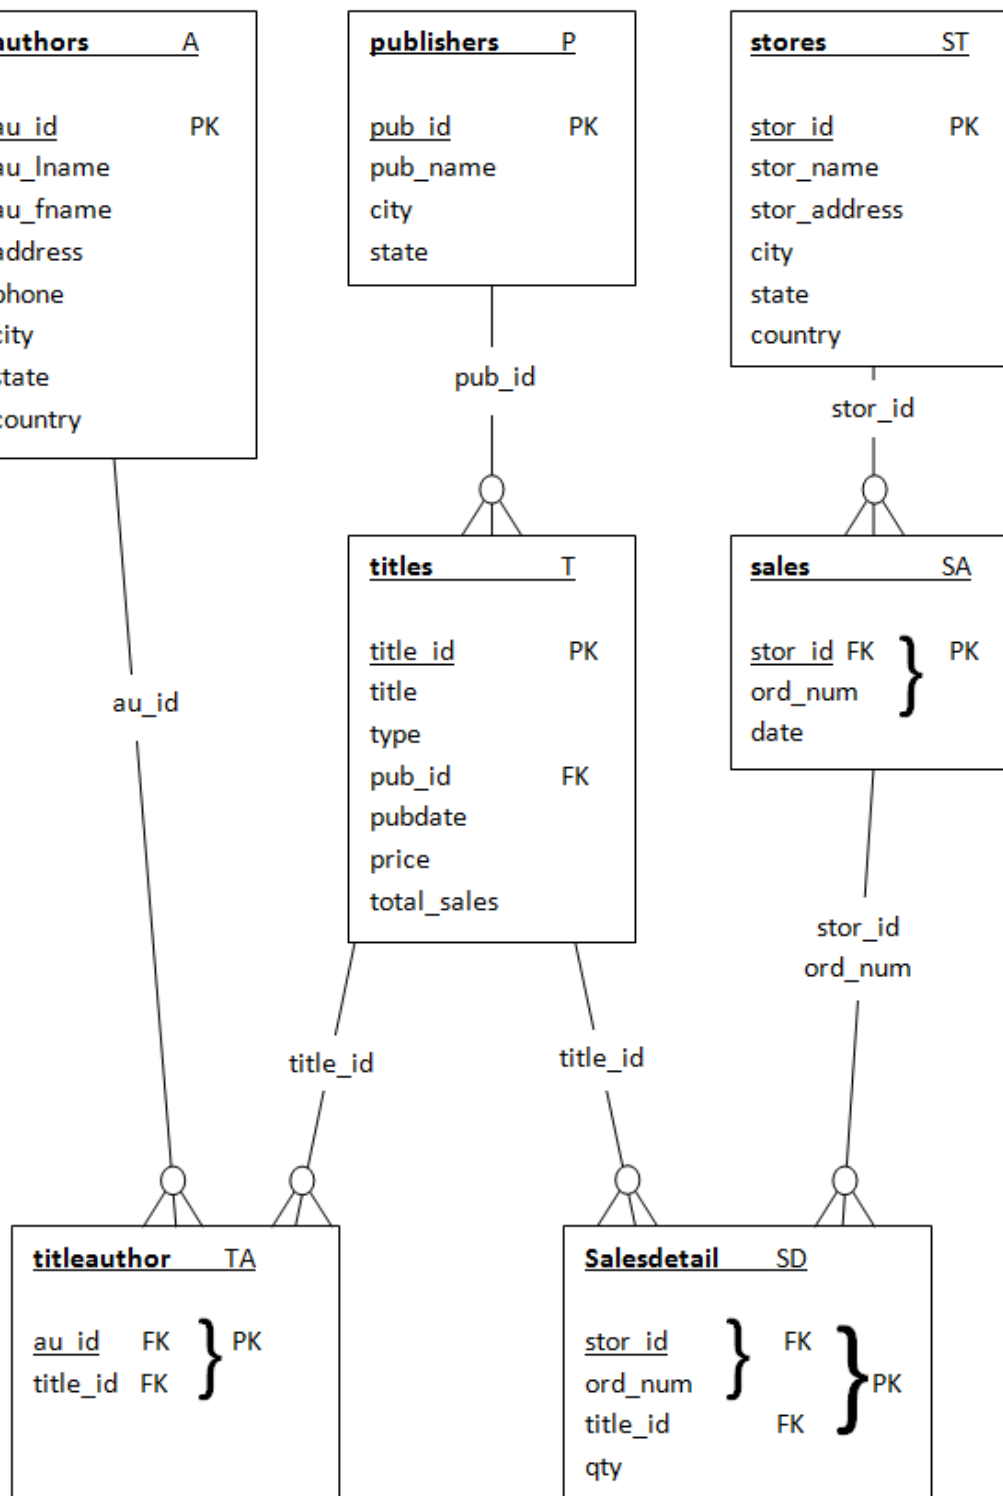 authors A
au_id PK
au_lname
au_fname
address
phone
city
state
country
publishers P
pub_id PK
pub_name
city
state
stores ST
stor_id PK
stor_name
stor_address
city
state
country
pub_id
stor_id
au_id
titles T
title_id PK
title
type
pub_id FK
pubdate
price
total_sales
sales SA
stor_id FK } PK
ord_num
date
title_id
title_id
stor_id
ord_num
titleauthor TA
au_id FK } PK
title_id FK
Salesdetail SD
stor_id } FK
ord_num } PK
title_id FK
qty